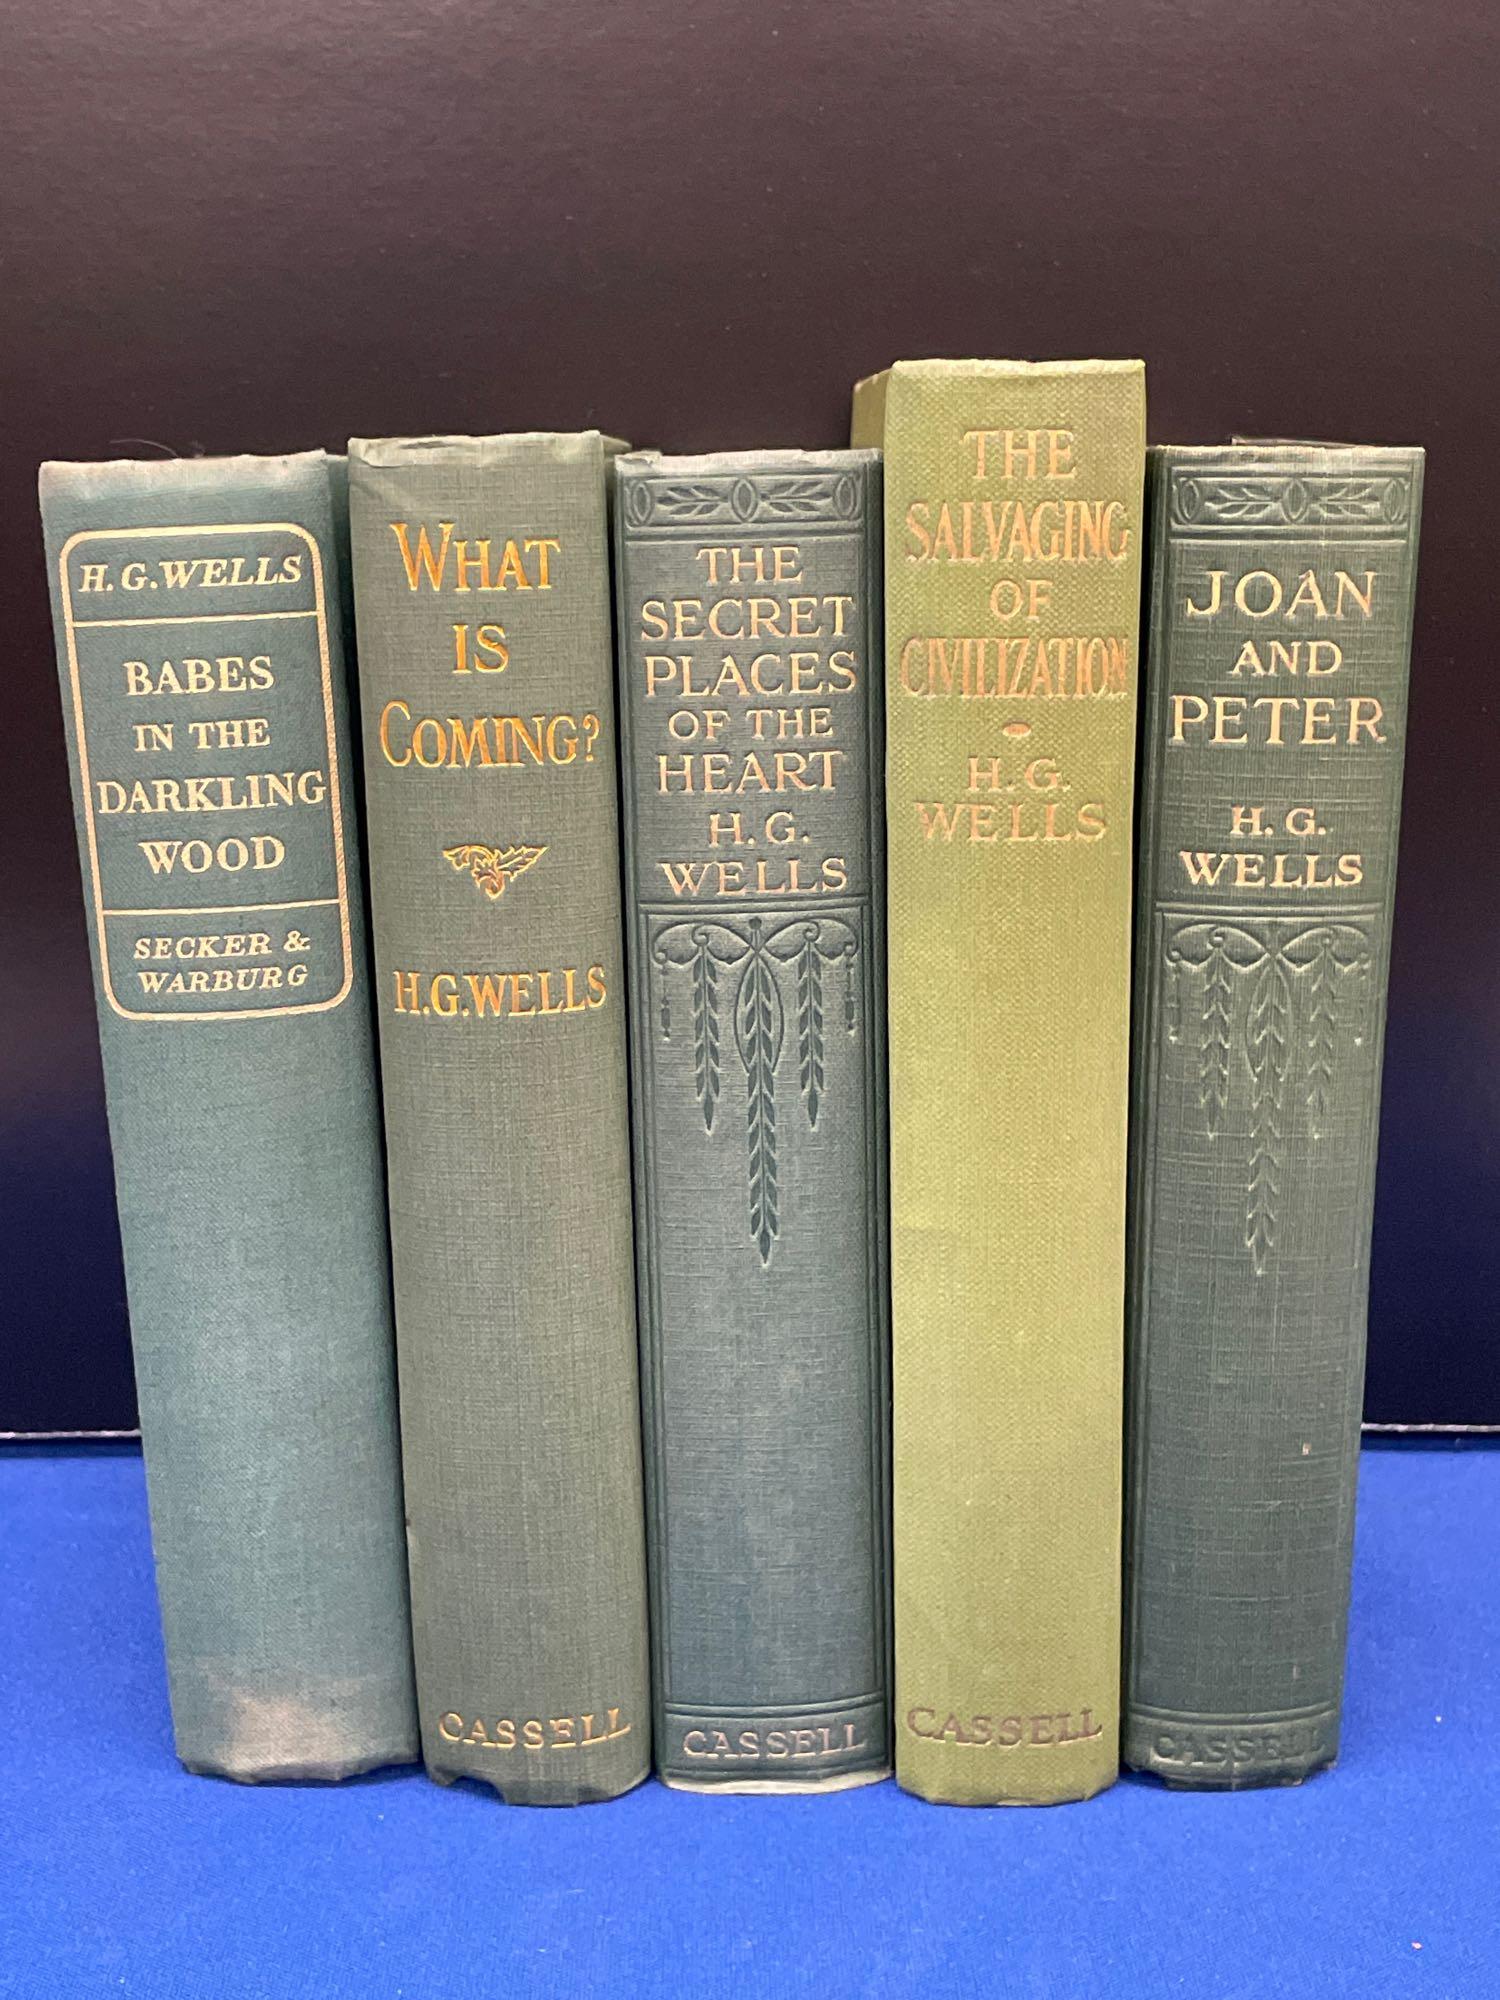 H. G. WELLS
BABES
IN THE
DARKLING
WOOD
SECKER &
WARBURG
WHAT
IS
COMING?
H.G. WELLS
CASSELL
THE
SECRET
PLACES
OF THE
HEART
H. G.
WELLS
CASSELL
THE
SALVAGING
OF
CIVILIZATION
H. G.
WELLS
CASSELL
JOAN
AND
PETER
H. G.
WELLS
CASSELL